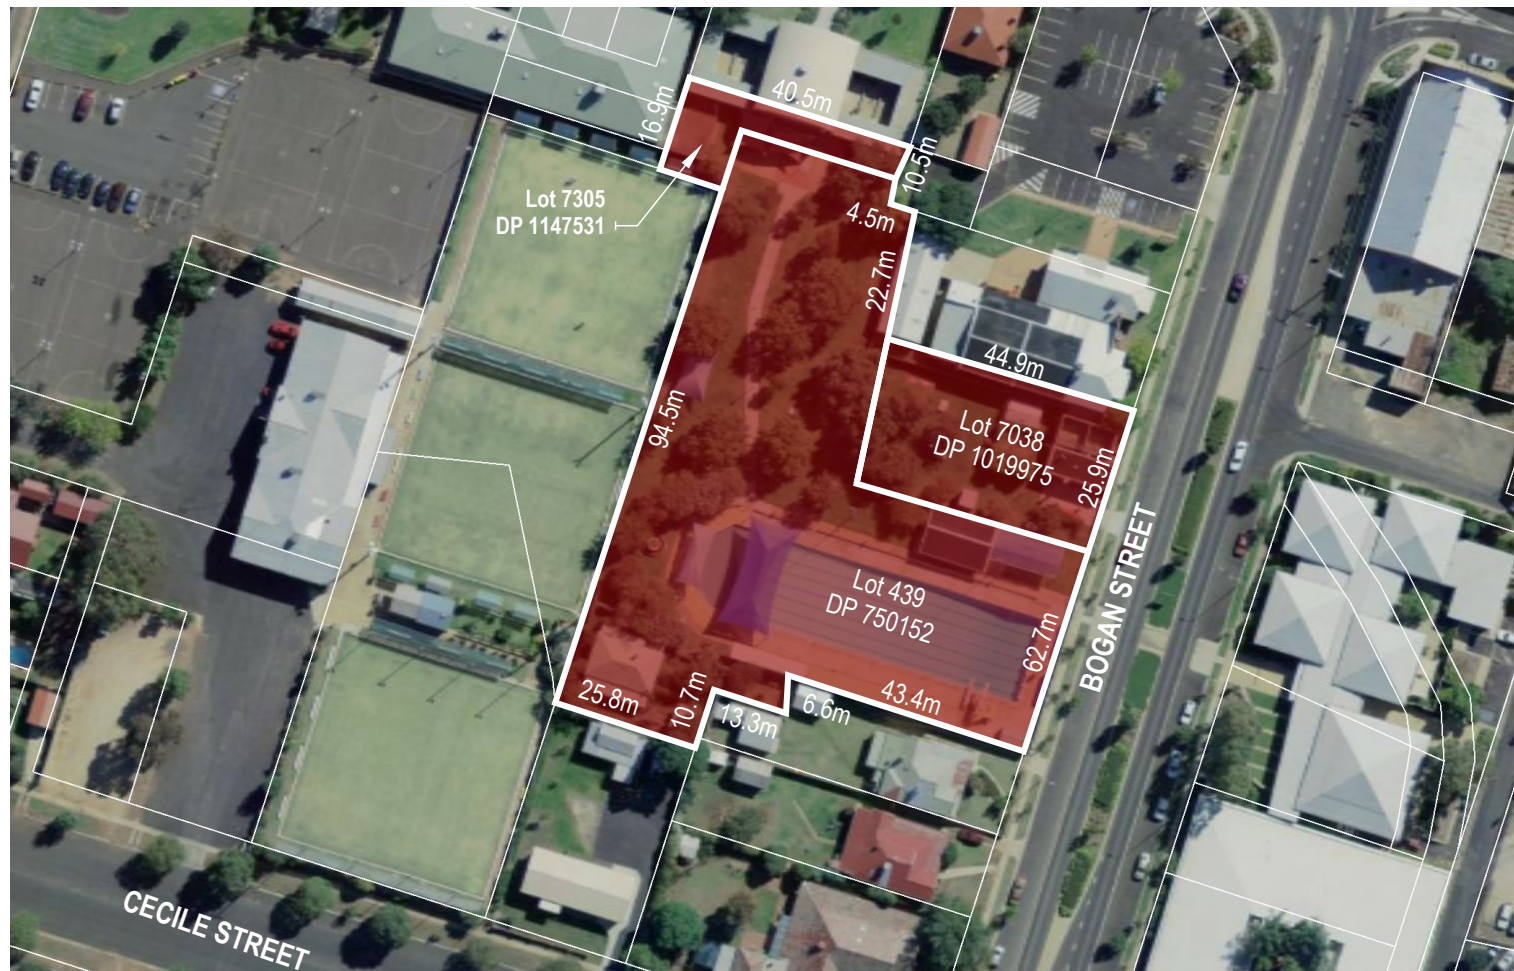 40.5m
16.9m
10.5m
Lot 7305
DP 1147531
4.5m
22.7m
44.9m
94.5m
Lot 7038
DP 1019975
25.9m
BOGAN STREET
Lot 439
DP 750152
62.7m
25.8m
10.7m
13.3m
6.6m
43.4m
CECILE STREET